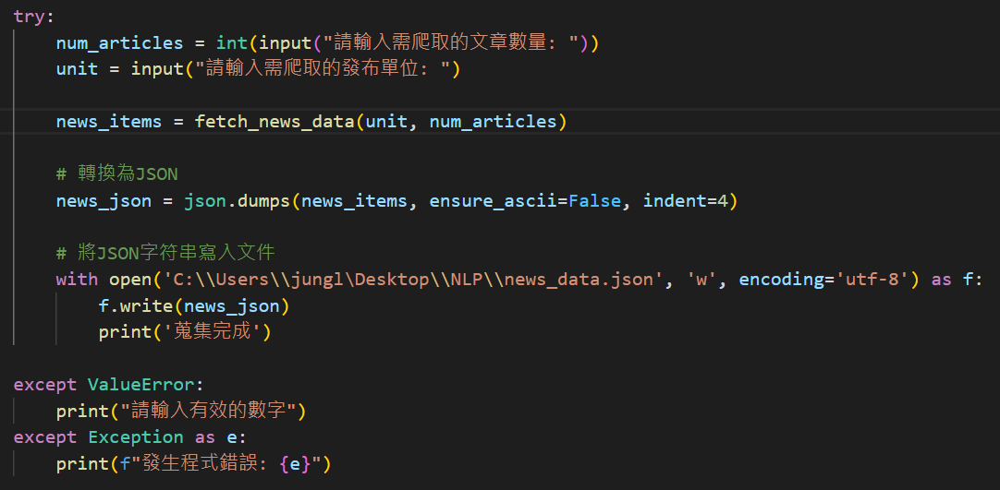 try:
    num_articles = int(input("請輸入需爬取的文章數量: "))
    unit = input("請輸入需爬取的發布單位: ")
    news_items = fetch_news_data(unit, num_articles)
    # 轉換為JSON
    news_json = json.dumps(news_items, ensure_ascii=False, indent=4)
    # 將JSON字符串寫入文件
    with open('C:\\Users\\jungl\Desktop\\NLP\\news_data.json', 'w', encoding='utf-8') as f:
        f.write(news_json)
        print('蒐集完成')
except ValueError:
    print("請輸入有效的數字")
except Exception as e:
    print(f"發生程式錯誤: {e}")